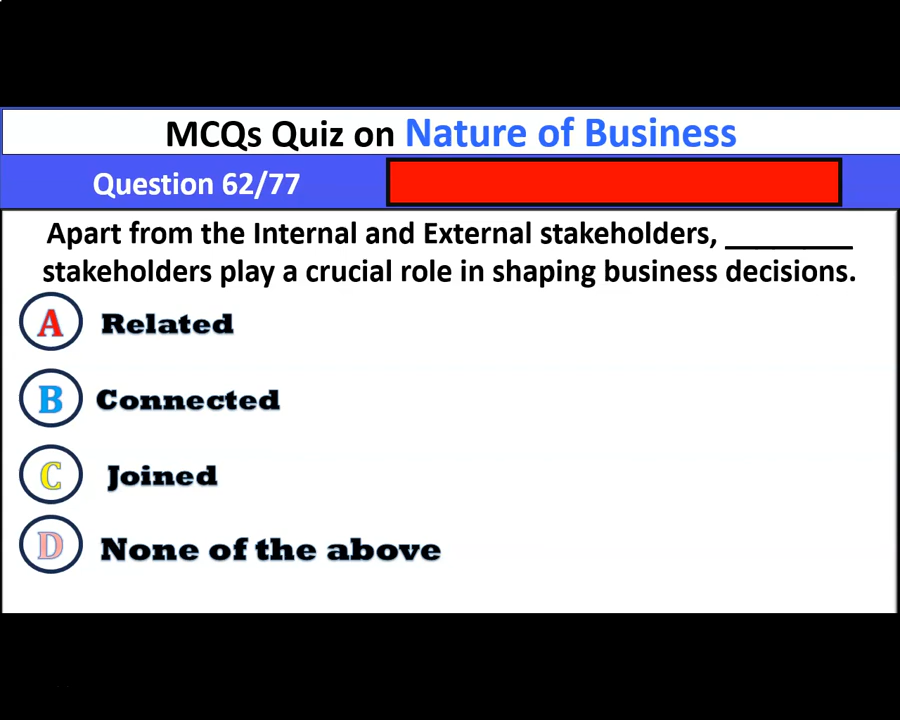 MCQs Quiz on Nature of Business
Question 62/77
Apart from the Internal and External stakeholders, ________
stakeholders play a crucial role in shaping business decisions.
A Related
B Connected
C Joined
D None of the above